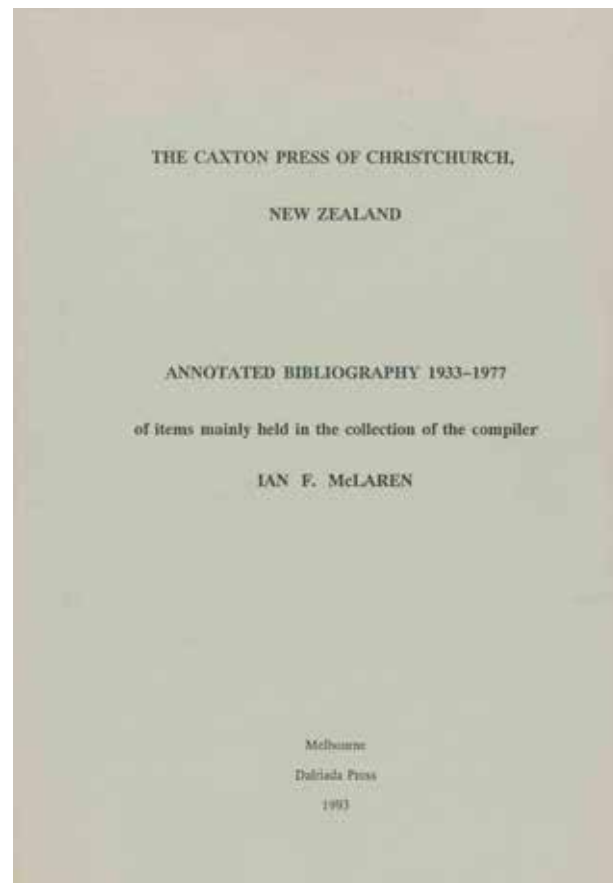 THE CAXTON PRESS OF CHRISTCHURCH,
NEW ZEALAND
ANNOTATED BIBLIOGRAPHY 1933–1977
of items mainly held in the collection of the compiler
IAN F. McLAREN
Melbourne
Dalriada Press
1993